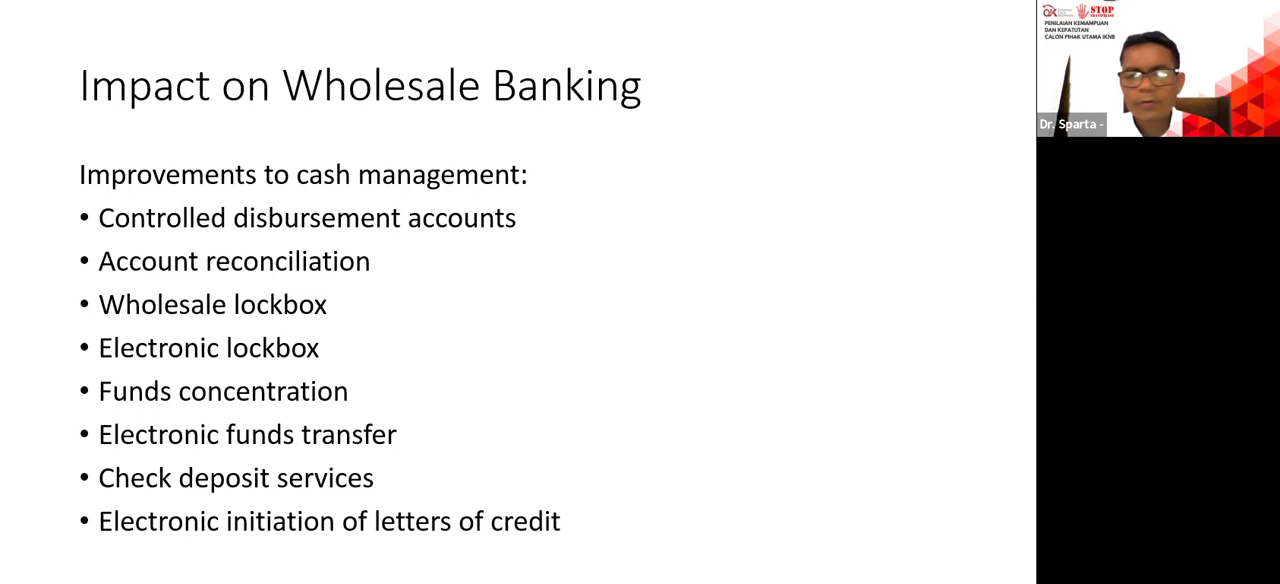 Impact on Wholesale Banking
Improvements to cash management:
• Controlled disbursement accounts
• Account reconciliation
• Wholesale lockbox
• Electronic lockbox
• Funds concentration
• Electronic funds transfer
• Check deposit services
• Electronic initiation of letters of credit
STOP
PENILAIAN KEMAMPUAN
DAN KEPATUTAN
CALON PIHAK UTAMA IKNB
Dr. Sparta -